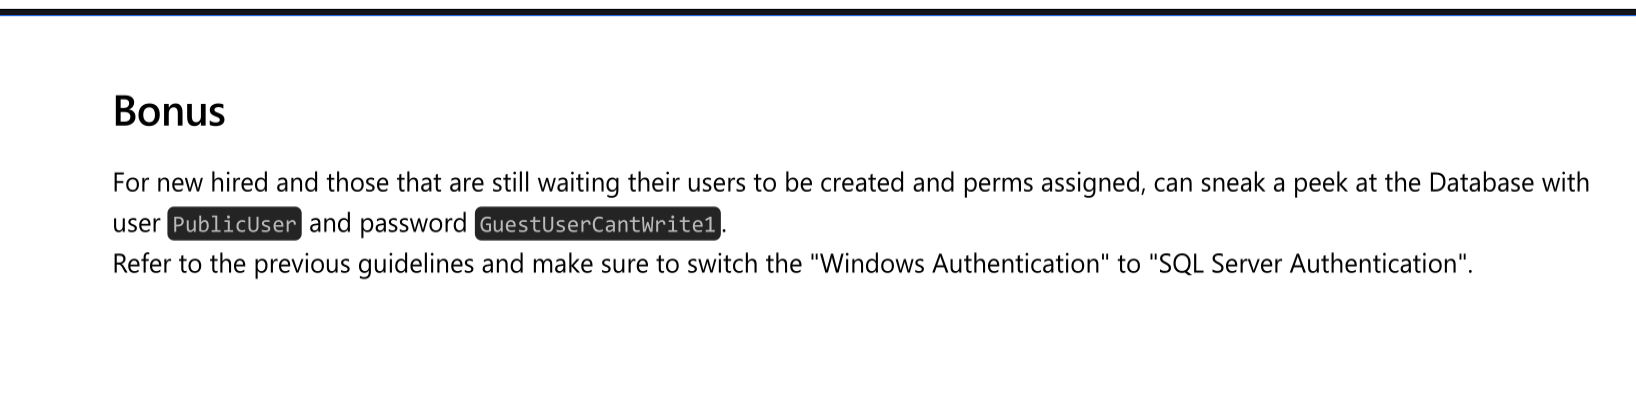 Bonus
For new hired and those that are still waiting their users to be created and perms assigned, can sneak a peek at the Database with
user PublicUser and password GuestUserCantWrite1.
Refer to the previous guidelines and make sure to switch the "Windows Authentication" to "SQL Server Authentication".